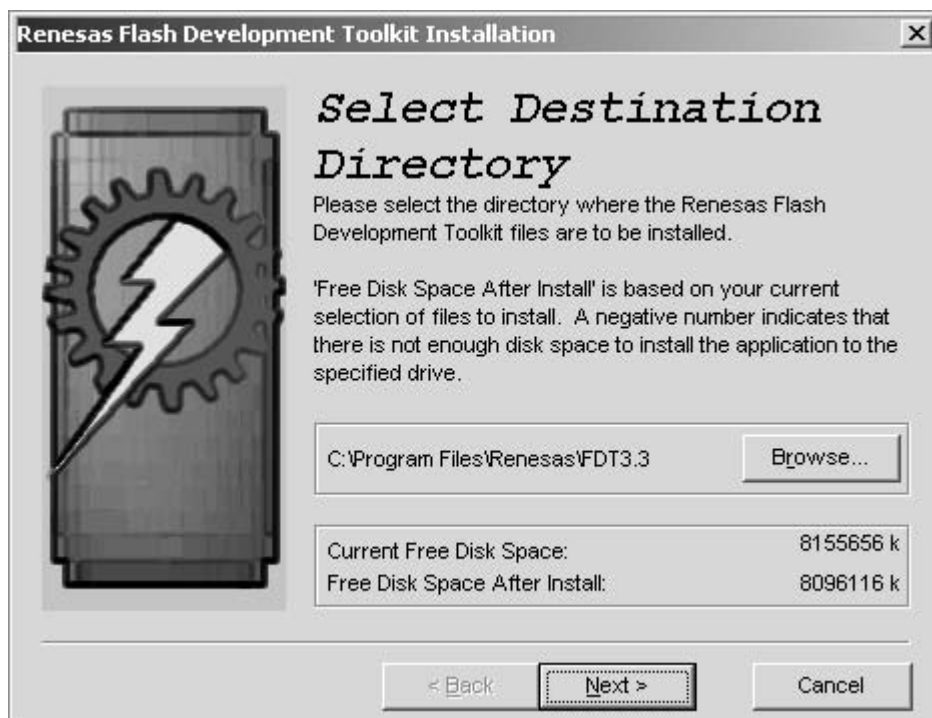 Renesas Flash Development Toolkit Installation
Select Destination
Directory
Please select the directory where the Renesas Flash
Development Toolkit files are to be installed.
'Free Disk Space After Install' is based on your current
selection of files to install.  A negative number indicates that
there is not enough disk space to install the application to the
specified drive.
C:\Program Files\Renesas\FDT3.3
Browse...
Current Free Disk Space: 8155656 k
Free Disk Space After Install: 8096116 k
< Back Next > Cancel